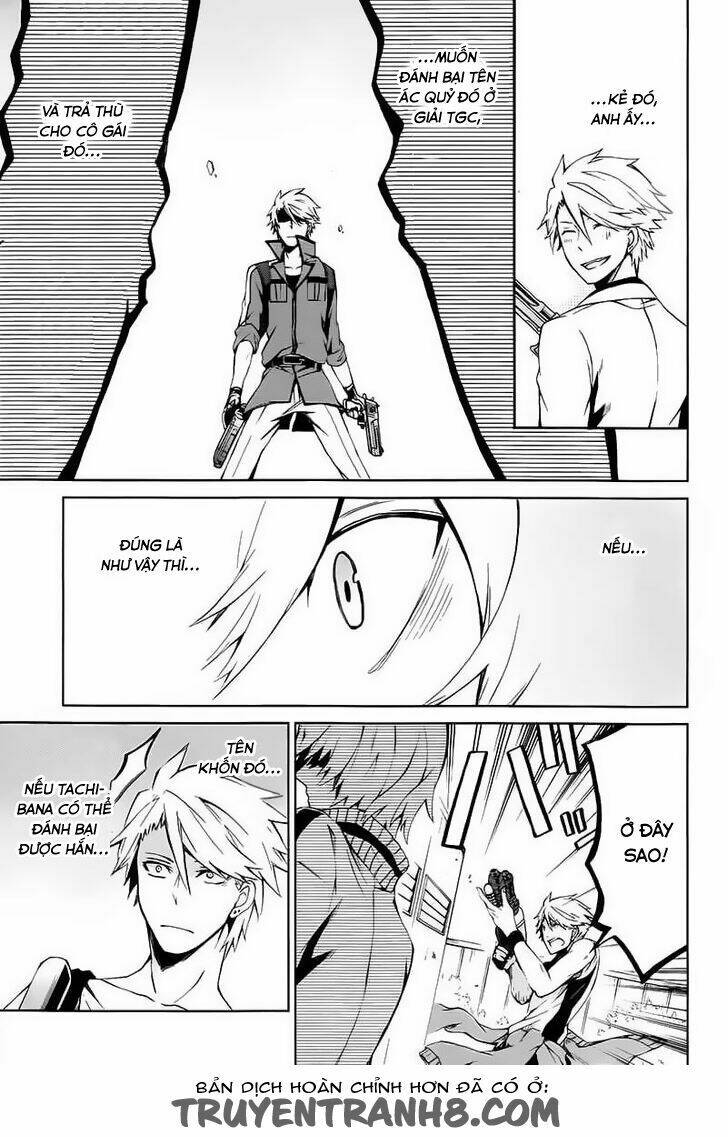 ...KẺ ĐÓ,
ANH ẤY...
...MUỐN
ĐÁNH BẠI TÊN
ÁC QUỶ ĐÓ Ở
GIẢI TGC,
VÀ TRẢ THÙ
CHO CÔ GÁI
ĐÓ...
NẾU...
ĐÚNG LÀ
NHƯ VẬY THÌ...
Ở ĐÂY
SAO!
TÊN
KHỐN ĐÓ...
NẾU TACHI-
BANA CÓ THỂ
ĐÁNH BẠI
ĐƯỢC HẮN...
BẢN DỊCH HOÀN CHỈNH HƠN ĐÃ CÓ Ở:
TRUYENTRANH8.COM